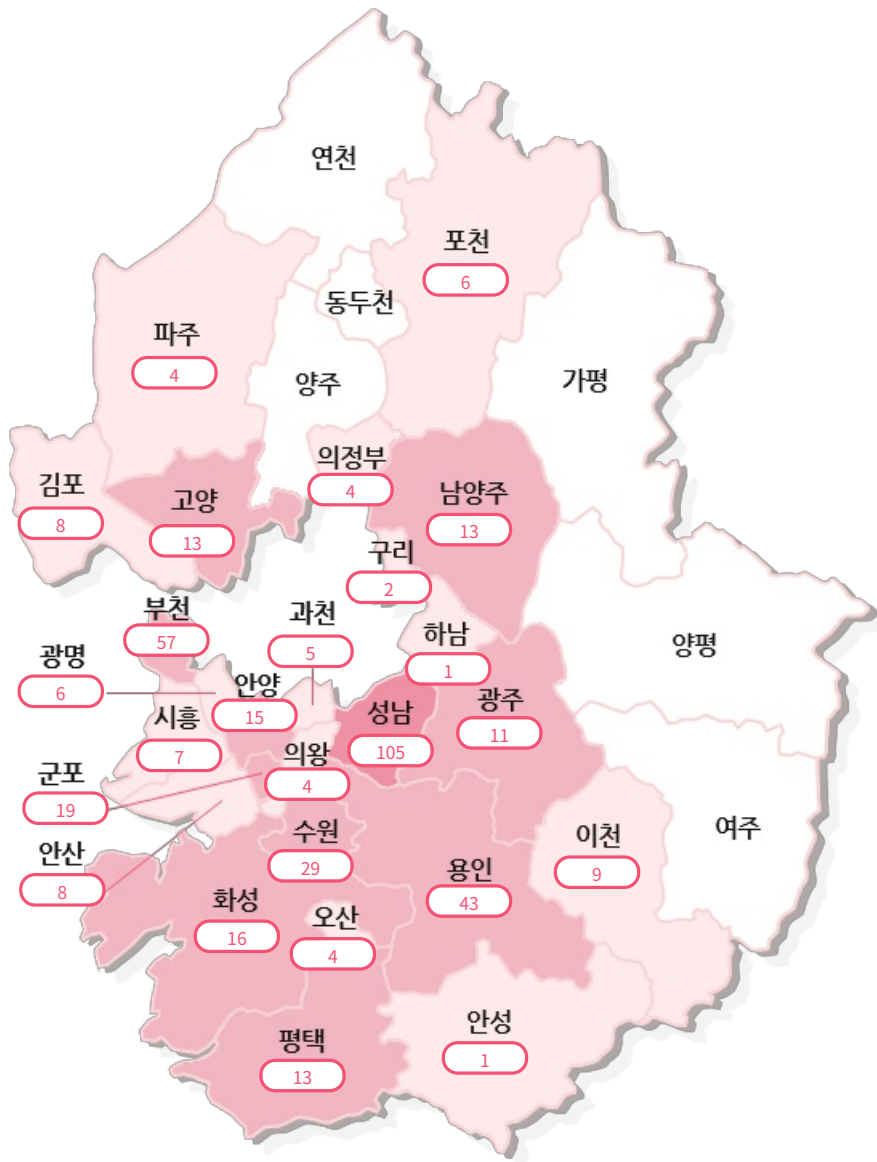 연천
포천
6
동두천
파주
4
양주
가평
의정부
4
김포
8
고양
13
남양주
13
구리
2
부천
57
과천
5
하남
1
양평
광명
6
안양
15
시흥
7
성남
105
광주
11
의왕
4
군포
19
수원
29
이천
9
여주
안산
8
용인
43
화성
16
오산
4
안성
1
평택
13